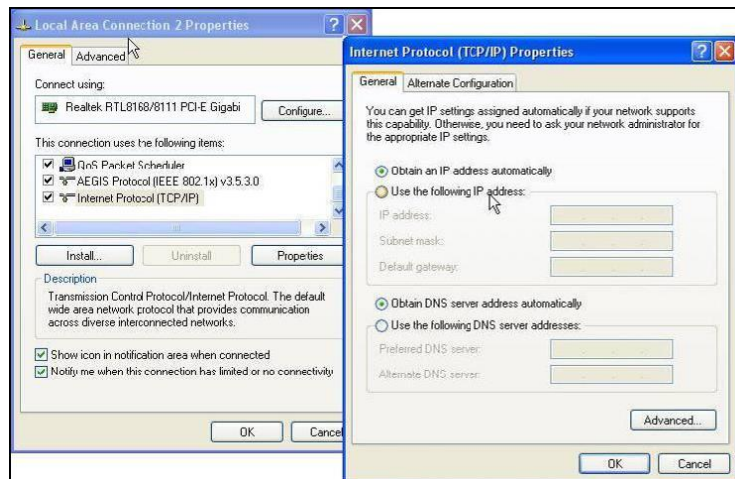 Local Area Connection 2 Properties
General Advanced
Connect using:
Realtek RTL8168/8111 PCI-E Gigabi
Configure...
This connection uses the following items:
QoS Packet Scheduler
AEGIS Protocol (IEEE 802.1x) v3.5.3.0
Internet Protocol (TCP/IP)
Install... Uninstall Properties
Description
Transmission Control Protocol/Internet Protocol. The default
wide area network protocol that provides communication
across diverse interconnected networks.
Show icon in notification area when connected
Notify me when this connection has limited or no connectivity
OK Cancel
Internet Protocol (TCP/IP) Properties
General Alternate Configuration
You can get IP settings assigned automatically if your network supports
this capability. Otherwise, you need to ask your network administrator for
the appropriate IP settings.
Obtain an IP address automatically
Use the following IP address:
IP address:
Subnet mask:
Default gateway:
Obtain DNS server address automatically
Use the following DNS server addresses:
Preferred DNS server:
Alternate DNS server:
Advanced...
OK Cancel